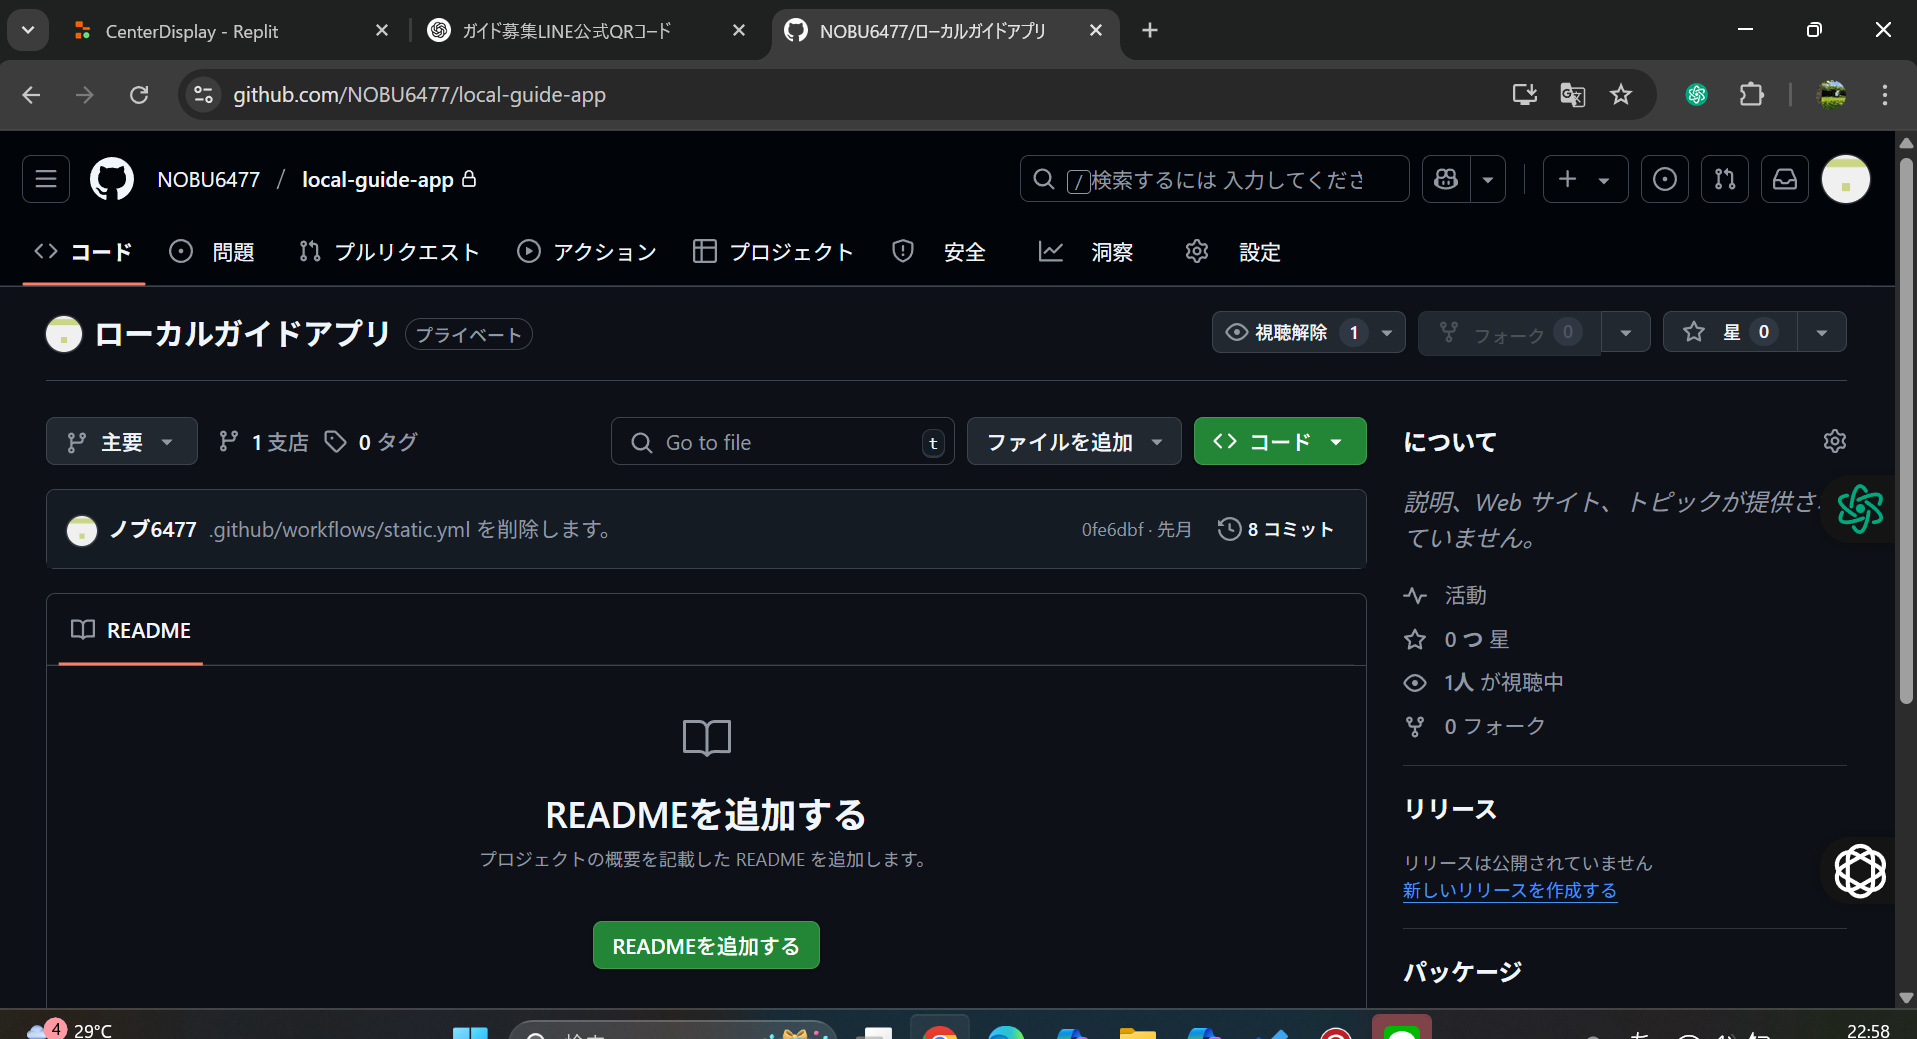 CenterDisplay - Replit
ガイド募集LINE公式QRコード
NOBU6477/ローカルガイドアプリ
github.com/NOBU6477/local-guide-app
NOBU6477 / local-guide-app
/ 検索するには 入力してくださ
コード
問題
プルリクエスト
アクション
プロジェクト
安全
洞察
設定
ローカルガイドアプリ
プライベート
視聴解除 1
フォーク 0
星 0
主要
1 支店
0 タグ
Go to file
t
ファイルを追加
コード
について
説明、Web サイト、トピックが提供さ
ていません。
ノブ6477 .github/workflows/static.yml を削除します。
0fe6dbf · 先月
8 コミット
活動
0 つ 星
1人 が視聴中
0 フォーク
README
READMEを追加する
プロジェクトの概要を記載した README を追加します。
READMEを追加する
リリース
リリースは公開されていません
新しいリリースを作成する
パッケージ
4
29°C
22:58